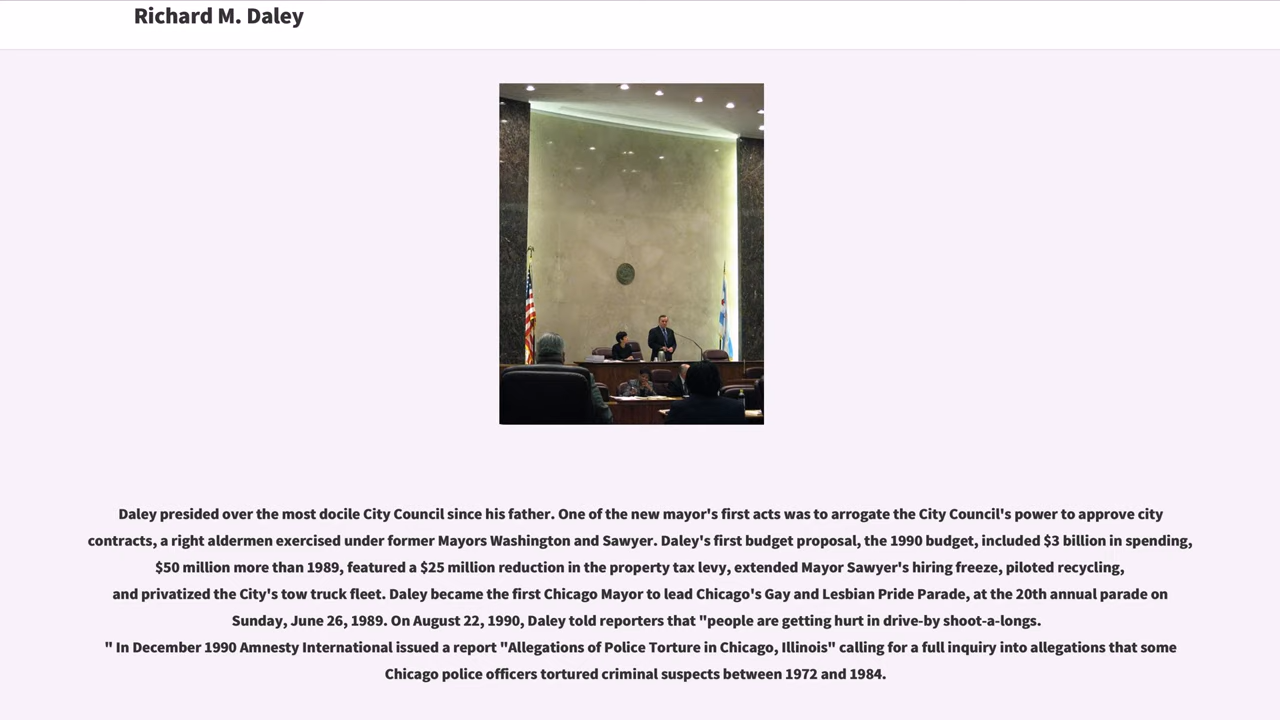 Richard M. Daley
Daley presided over the most docile City Council since his father. One of the new mayor's first acts was to arrogate the City Council's power to approve city
contracts, a right aldermen exercised under former Mayors Washington and Sawyer. Daley's first budget proposal, the 1990 budget, included $3 billion in spending,
$50 million more than 1989, featured a $25 million reduction in the property tax levy, extended Mayor Sawyer's hiring freeze, piloted recycling,
and privatized the City's tow truck fleet. Daley became the first Chicago Mayor to lead Chicago's Gay and Lesbian Pride Parade, at the 20th annual parade on
Sunday, June 26, 1989. On August 22, 1990, Daley told reporters that "people are getting hurt in drive-by shoot-a-longs.
" In December 1990 Amnesty International issued a report "Allegations of Police Torture in Chicago, Illinois" calling for a full inquiry into allegations that some
Chicago police officers tortured criminal suspects between 1972 and 1984.